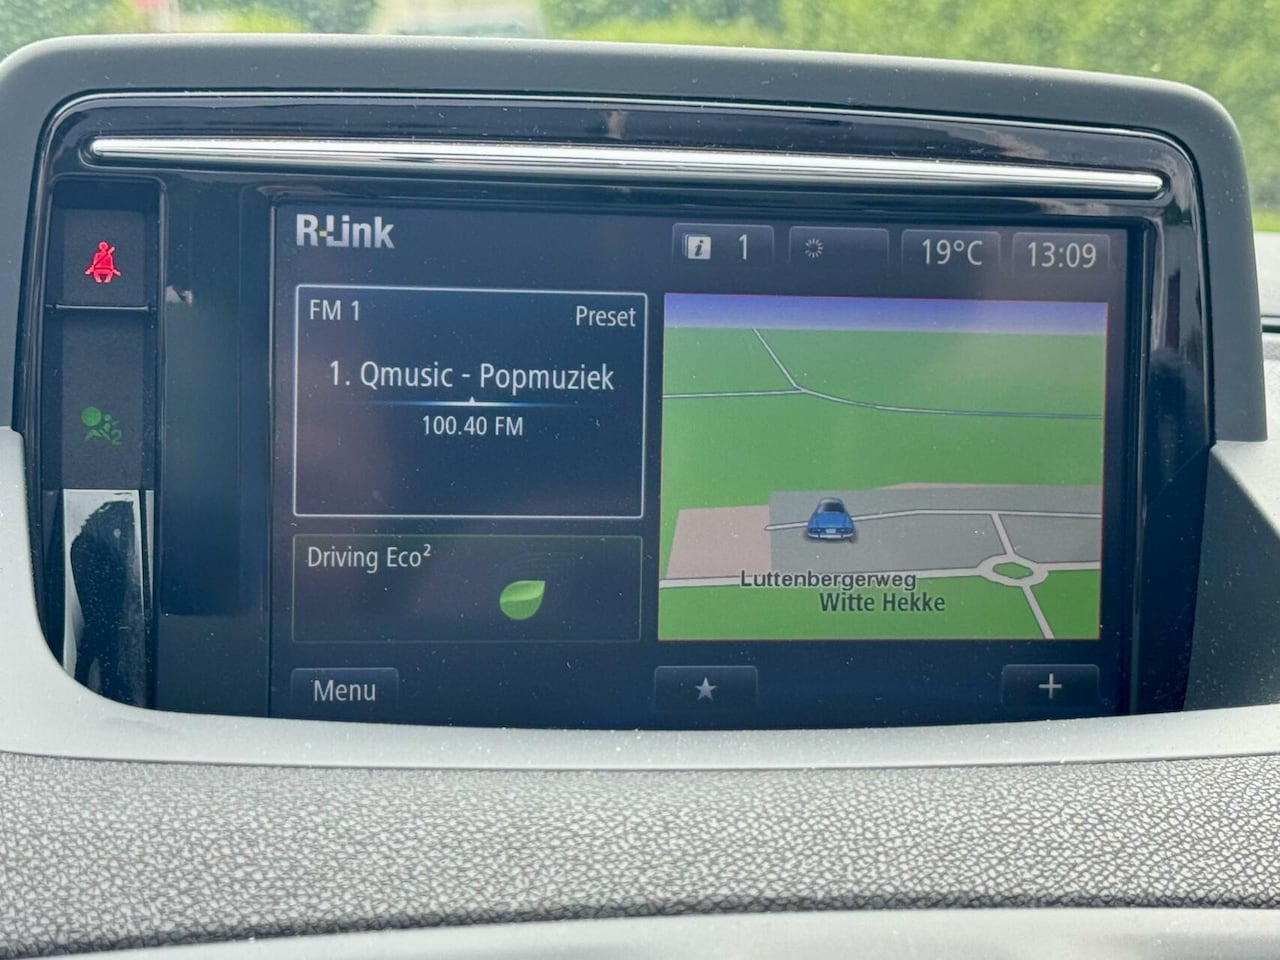 R-Link
1
19°C
13:09
FM 1
Preset
1. Qmusic - Popmuziek
100.40 FM
2
Driving Eco²
Luttenbergerweg
Witte Hekke
Menu
+